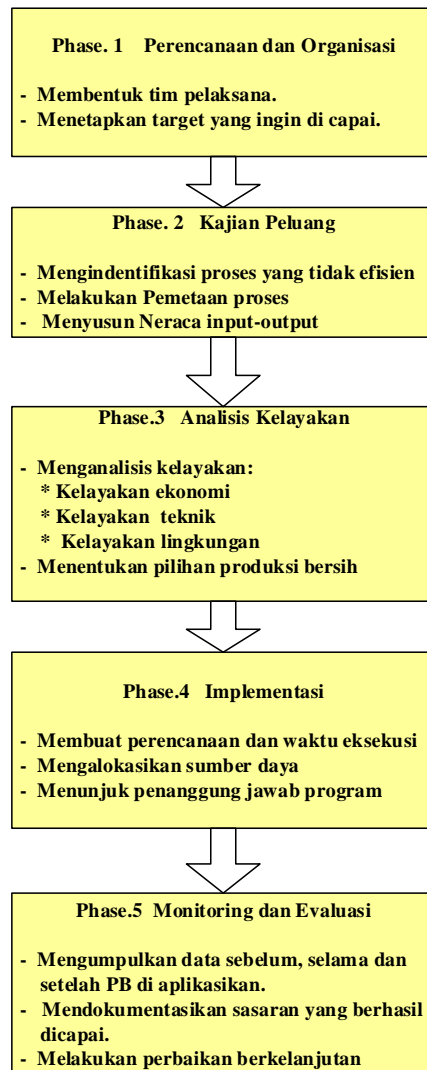 Phase. 1 Perencanaan dan Organisasi
- Membentuk tim pelaksana.
- Menetapkan target yang ingin di capai.
Phase. 2 Kajian Peluang
- Mengindentifikasi proses yang tidak efisien
- Melakukan Pemetaan proses
- Menyusun Neraca input-output
Phase.3 Analisis Kelayakan
- Menganalisis kelayakan:
* Kelayakan ekonomi
* Kelayakan teknik
* Kelayakan lingkungan
- Menentukan pilihan produksi bersih
Phase.4 Implementasi
- Membuat perencanaan dan waktu eksekusi
- Mengalokasikan sumber daya
- Menunjuk penanggung jawab program
Phase.5 Monitoring dan Evaluasi
- Mengumpulkan data sebelum, selama dan
setelah PB di aplikasikan.
- Mendokumentasikan sasaran yang berhasil
dicapai.
- Melakukan perbaikan berkelanjutan